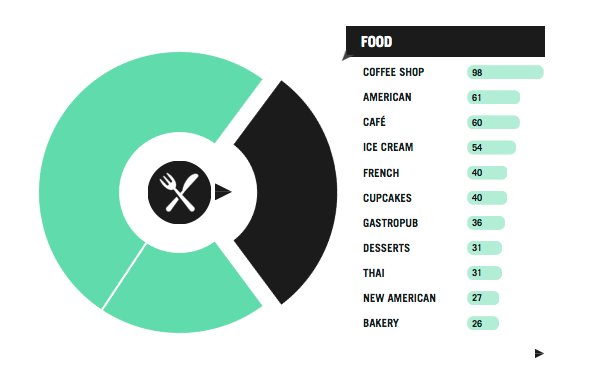 FOOD
COFFEE SHOP 98
AMERICAN 61
CAFÉ 60
ICE CREAM 54
FRENCH 40
CUPCAKES 40
GASTROPUB 36
DESSERTS 31
THAI 31
NEW AMERICAN 27
BAKERY 26